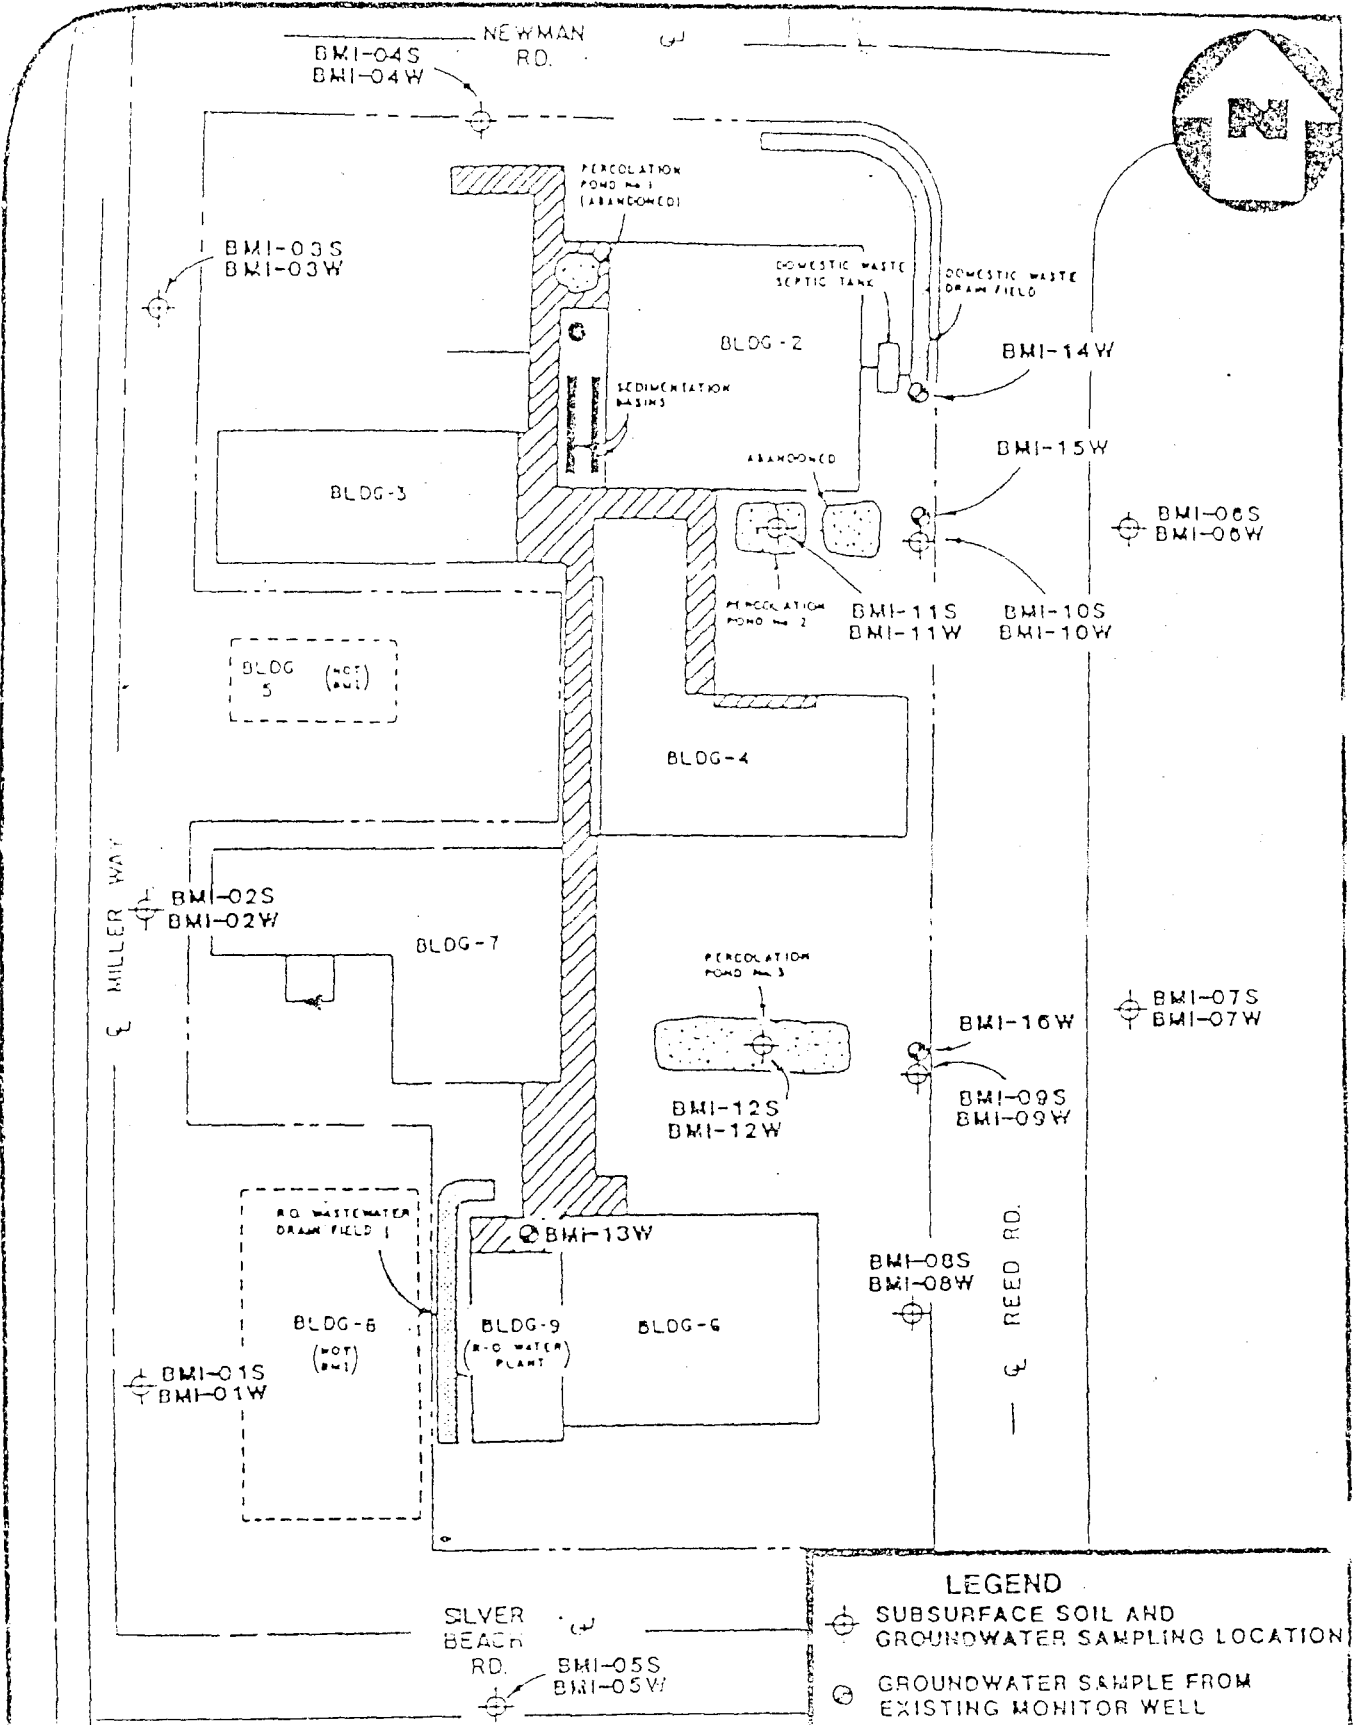 NEWMAN
RD.
BMI-04S
BMI-04W
N
PERCOLATION
POND No. 1
(ABANDONED)
BMI-03S
BMI-03W
DOMESTIC WASTE
SEPTIC TANK
DOMESTIC WASTE
DRAIN FIELD
BLDG-2
BMI-14W
SEDIMENTATION
BASINS
BMI-15W
ABANDONED
BLDG-3
BMI-06S
BMI-06W
PERCOLATION
POND No. 2
BMI-11S
BMI-11W
BMI-10S
BMI-10W
BLDG
5
(NOT
BMI)
BLDG-4
MILLER WAY
BMI-02S
BMI-02W
BLDG-7
PERCOLATION
POND No. 3
BMI-07S
BMI-07W
BMI-16W
BMI-12S
BMI-12W
BMI-09S
BMI-09W
R.O. WASTEWATER
DRAIN FIELD
BMI-13W
REED RD.
BMI-08S
BMI-08W
BLDG-8
(NOT
BMI)
BLDG-9
(R-O WATER
PLANT)
BLDG-6
BMI-01S
BMI-01W
SILVER
BEACH
RD.
BMI-05S
BMI-05W
LEGEND
SUBSURFACE SOIL AND
GROUNDWATER SAMPLING LOCATION
GROUNDWATER SAMPLE FROM
EXISTING MONITOR WELL